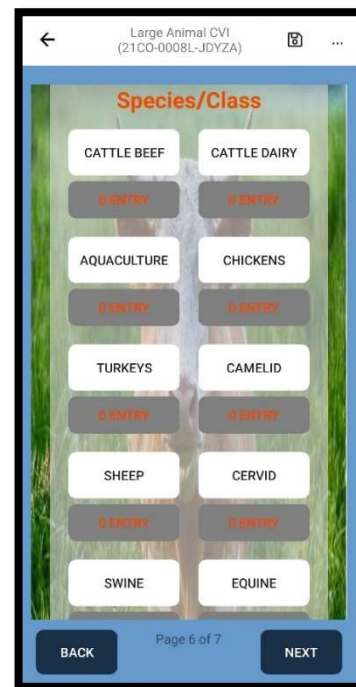 Large Animal CVI
(21CO-0008L-JDYZA)
...
Species/Class
CATTLE BEEF CATTLE DAIRY
0 ENTRY 0 ENTRY
AQUACULTURE CHICKENS
0 ENTRY 0 ENTRY
TURKEYS CAMELID
0 ENTRY 0 ENTRY
SHEEP CERVID
0 ENTRY 0 ENTRY
SWINE EQUINE
BACK Page 6 of 7 NEXT